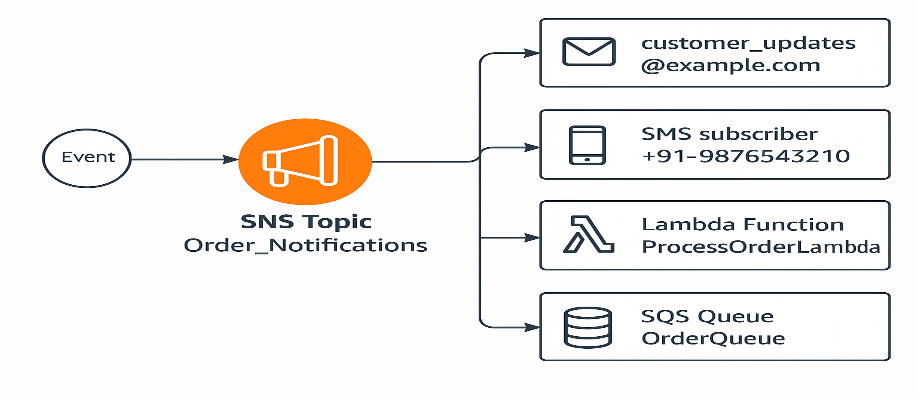 Event
SNS Topic
Order_Notifications
customer_updates
@example.com
SMS subscriber
+91-9876543210
Lambda Function
ProcessOrderLambda
SQS Queue
OrderQueue